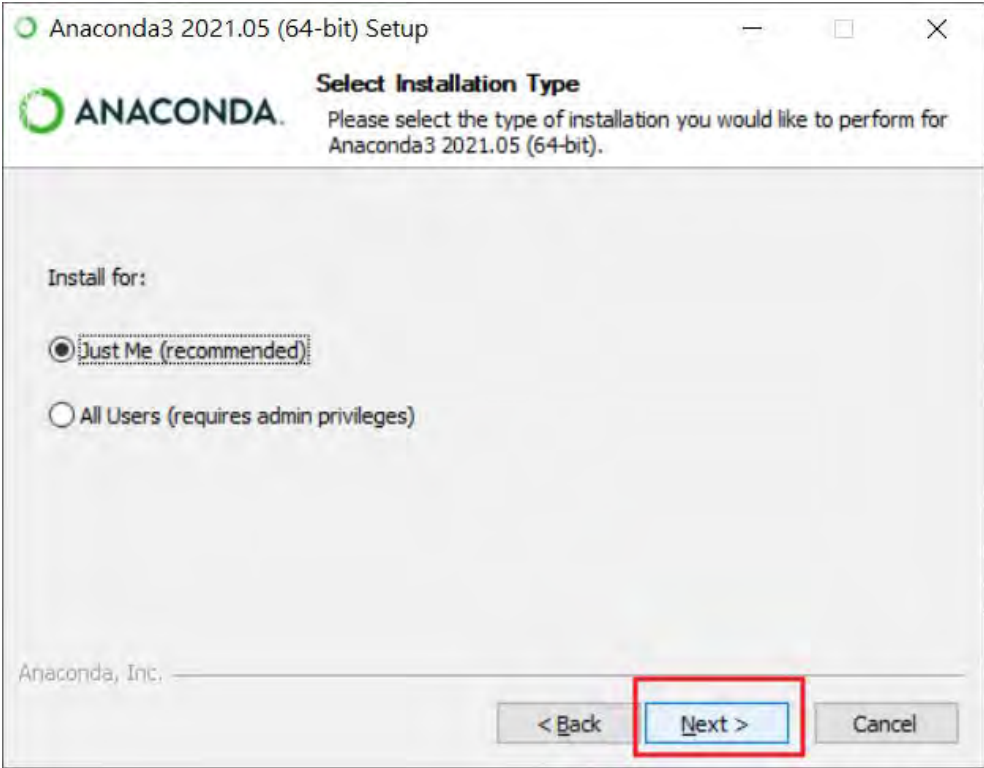 Anaconda3 2021.05 (64-bit) Setup
ANACONDA.
Select Installation Type
Please select the type of installation you would like to perform for
Anaconda3 2021.05 (64-bit).
Install for:
Just Me (recommended)
All Users (requires admin privileges)
Anaconda, Inc.
< Back Next > Cancel